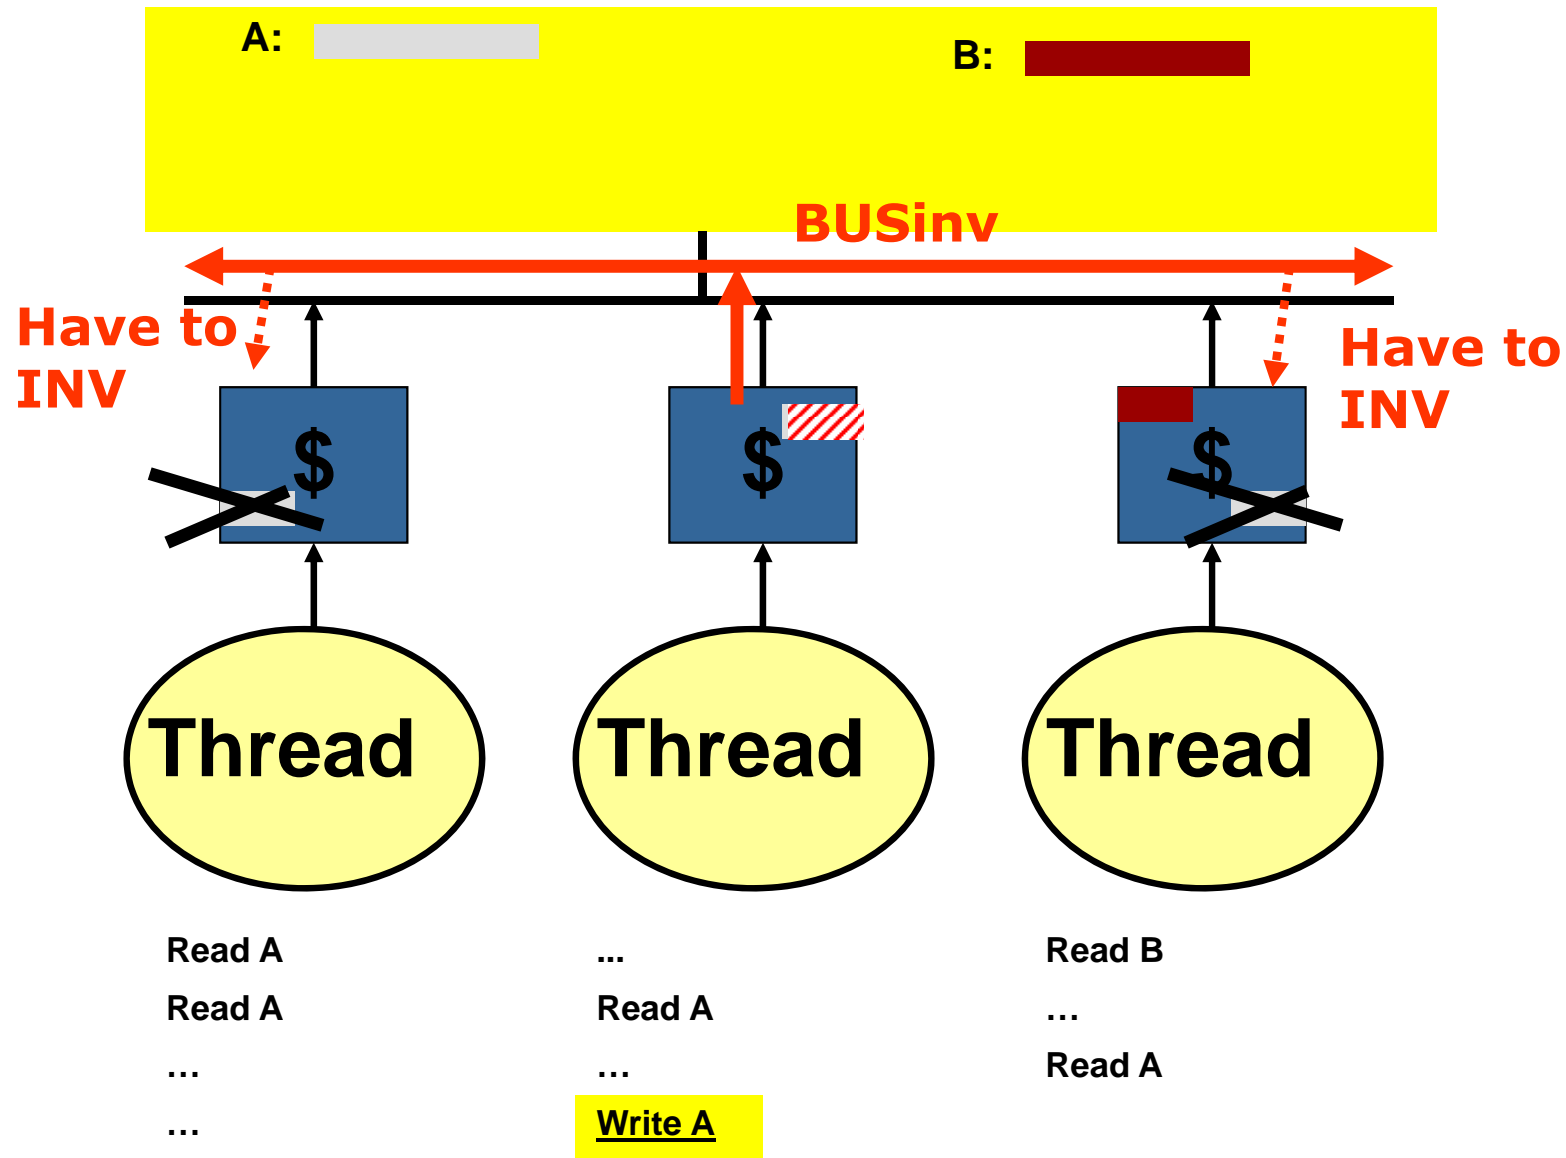 A:
B:
BUSinv
Have to
INV
Have to
INV
$
$
$
Thread
Thread
Thread
Read A
...
Read B
Read A
Read A
…
…
…
Read A
…
Write A